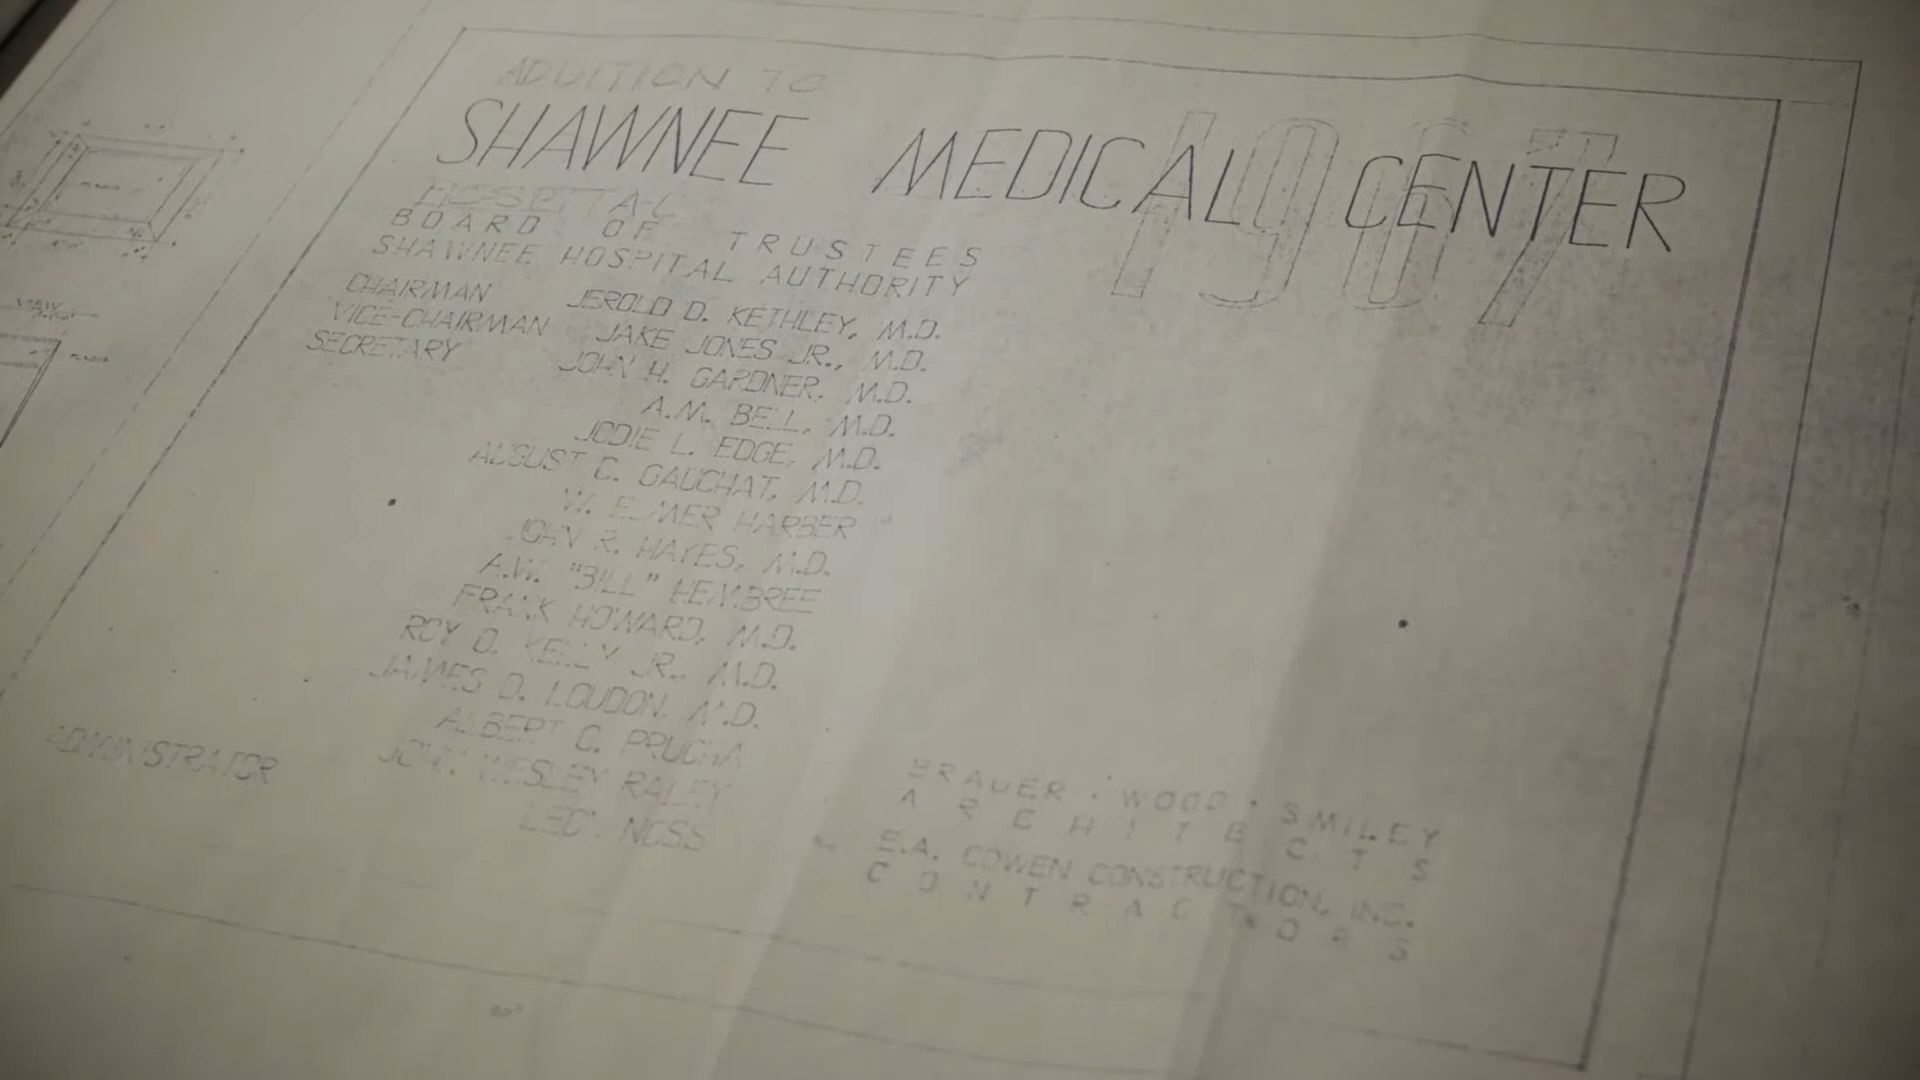 ADDITION TO
SHAWNEE MEDICAL CENTER
1967
HOSPITAL
BOARD OF TRUSTEES
SHAWNEE HOSPITAL AUTHORITY
CHAIRMAN JEROLD D. KETHLEY, M.D.
VICE-CHAIRMAN JAKE JONES JR., M.D.
SECRETARY JOHN H. GARDNER, M.D.
A.M. BELL, M.D.
JODIE L. EDGE, M.D.
AUGUST C. GAUCHAT, M.D.
W. ELMER HARBER
JOHN R. HAYES, M.D.
A.W. "BILL" HEMBREE
FRANK HOWARD, M.D.
ROY D. KELLY JR., M.D.
JAMES D. LOUDON, M.D.
ALBERT C. PRUCHA
JOHN WESLEY RALEY
ADMINISTRATOR NOSS
BRAUER · WOOD · SMILEY
ARCHITECTS
E.A. COWEN CONSTRUCTION, INC.
CONTRACTORS
VIEW